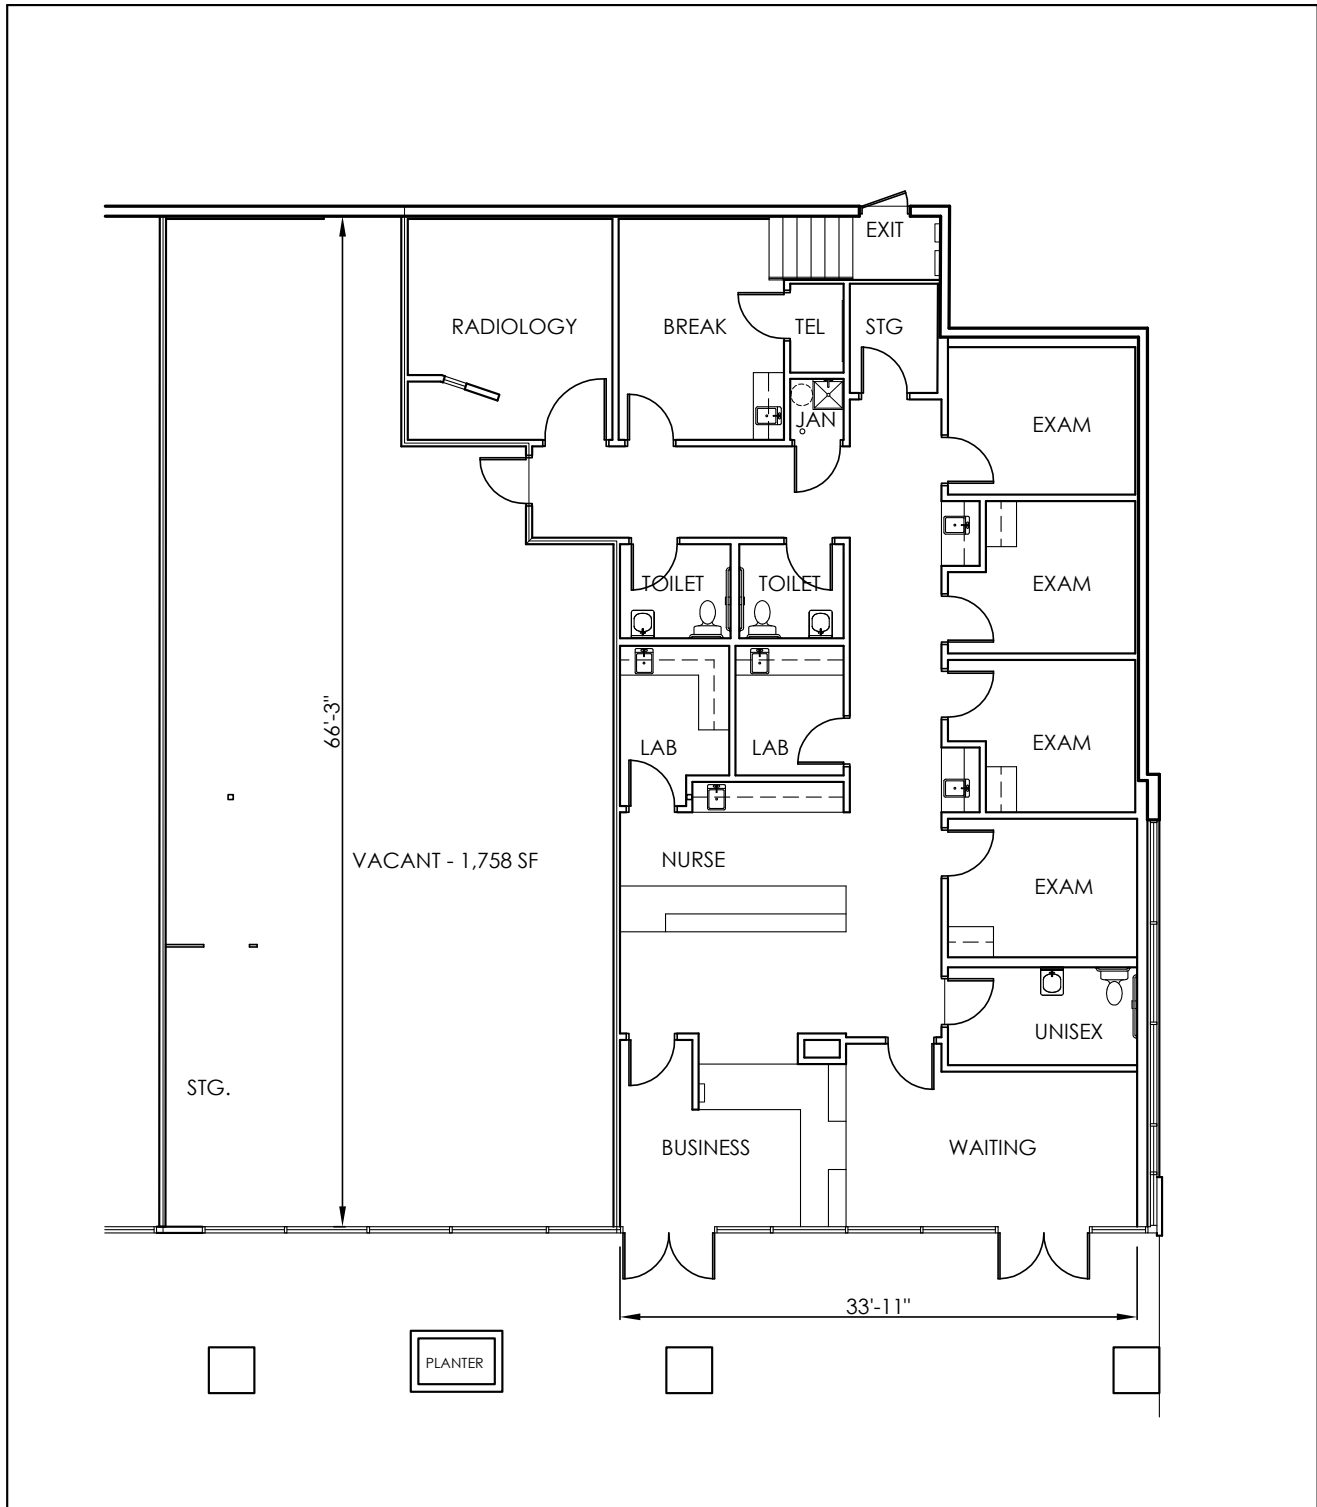 EXIT
RADIOLOGY
BREAK
TEL
STG
JAN
EXAM
TOILET
TOILET
EXAM
66'-3"
LAB
LAB
EXAM
VACANT - 1,758 SF
NURSE
EXAM
UNISEX
STG.
BUSINESS
WAITING
33'-11"
PLANTER